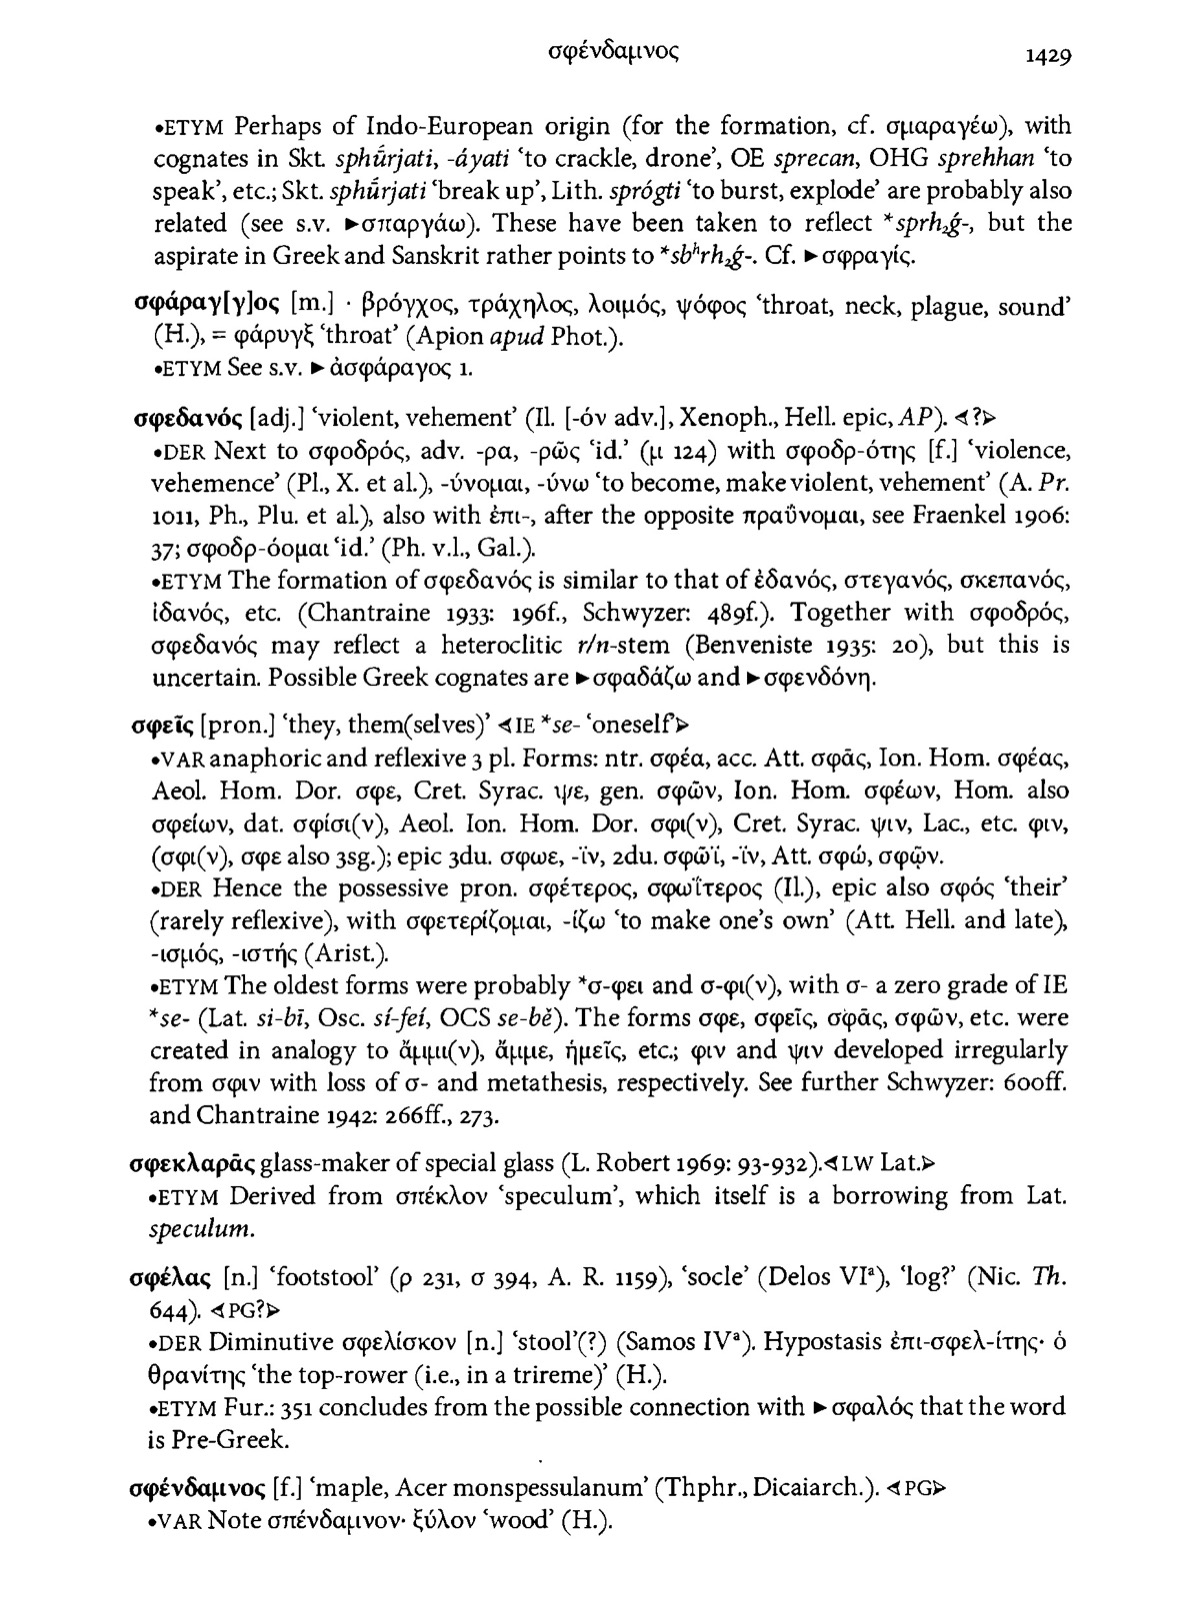 σφένδαμνος 1429
•ETYM Perhaps of Indo-European origin (for the formation, cf. σμαραγέω), with
cognates in Skt. sphū́rjati, -áyati ‘to crackle, drone’, OE sprecan, OHG sprehhan ‘to
speak’, etc.; Skt. sphū́rjati ‘break up’, Lith. sprógti ‘to burst, explode’ are probably also
related (see s.v. ►σπαργάω). These have been taken to reflect *sprh₂ǵ-, but the
aspirate in Greek and Sanskrit rather points to *sbʰrh₂ǵ-. Cf. ►σφραγίς.
σφάραγ[γ]ος [m.] · βρόγχος, τράχηλος, λοιμός, ψόφος ‘throat, neck, plague, sound’
(H.), = φάρυγξ ‘throat’ (Apion apud Phot.).
•ETYM See s.v. ►ἀσφάραγος 1.
σφεδανός [adj.] ‘violent, vehement’ (Il. [-όν adv.], Xenoph., Hell. epic, AP). ⊲?⊳
•DER Next to σφοδρός, adv. -ρα, -ρῶς ‘id.’ (μ 124) with σφοδρ-ότης [f.] ‘violence,
vehemence’ (Pl., X. et al.), -ύνομαι, -ύνω ‘to become, make violent, vehement’ (A. Pr.
1011, Ph., Plu. et al.), also with ἐπι-, after the opposite πραΰνομαι, see Fraenkel 1906:
37; σφοδρ-όομαι ‘id.’ (Ph. v.l., Gal.).
•ETYM The formation of σφεδανός is similar to that of ἑδανός, στεγανός, σκεπανός,
ἰδανός, etc. (Chantraine 1933: 196f., Schwyzer: 489f.). Together with σφοδρός,
σφεδανός may reflect a heteroclitic r/n-stem (Benveniste 1935: 20), but this is
uncertain. Possible Greek cognates are ►σφαδάζω and ►σφενδόνη.
σφεῖς [pron.] ‘they, them(selves)’ ⊲IE *se- ‘oneself’⊳
•VAR anaphoric and reflexive 3 pl. Forms: ntr. σφέα, acc. Att. σφᾶς, Ion. Hom. σφέας,
Aeol. Hom. Dor. σφε, Cret. Syrac. ψε, gen. σφῶν, Ion. Hom. σφέων, Hom. also
σφείων, dat. σφίσι(ν), Aeol. Ion. Hom. Dor. σφι(ν), Cret. Syrac. ψιν, Lac., etc. φιν,
(σφι(ν), σφε also 3sg.); epic 3du. σφωε, -ϊν, 2du. σφῶϊ, -ϊν, Att. σφώ, σφῷν.
•DER Hence the possessive pron. σφέτερος, σφωΐτερος (Il.), epic also σφός ‘their’
(rarely reflexive), with σφετερίζομαι, -ίζω ‘to make one’s own’ (Att. Hell. and late),
-ισμός, -ιστής (Arist.).
•ETYM The oldest forms were probably *σ-φει and σ-φι(ν), with σ- a zero grade of IE
*se- (Lat. si-bī, Osc. sí-feí, OCS se-bě). The forms σφε, σφεῖς, σφᾶς, σφῶν, etc. were
created in analogy to ἄμμι(ν), ἄμμε, ἡμεῖς, etc.; φιν and ψιν developed irregularly
from σφιν with loss of σ- and metathesis, respectively. See further Schwyzer: 600ff.
and Chantraine 1942: 266ff., 273.
σφεκλαρᾶς glass-maker of special glass (L. Robert 1969: 93-932).⊲LW Lat.⊳
•ETYM Derived from σπέκλον ‘speculum’, which itself is a borrowing from Lat.
speculum.
σφέλας [n.] ‘footstool’ (ρ 231, σ 394, A. R. 1159), ‘socle’ (Delos VIᵃ), ‘log?’ (Nic. Th.
644). ⊲PG?⊳
•DER Diminutive σφελίσκον [n.] ‘stool’(?) (Samos IVᵃ). Hypostasis ἐπι-σφελ-ίτης· ὁ
θρανίτης ‘the top-rower (i.e., in a trireme)’ (H.).
•ETYM Fur.: 351 concludes from the possible connection with ►σφαλός that the word
is Pre-Greek.
σφένδαμνος [f.] ‘maple, Acer monspessulanum’ (Thphr., Dicaiarch.). ⊲PG⊳
•VAR Note σπένδαμνον· ξύλον ‘wood’ (H.).